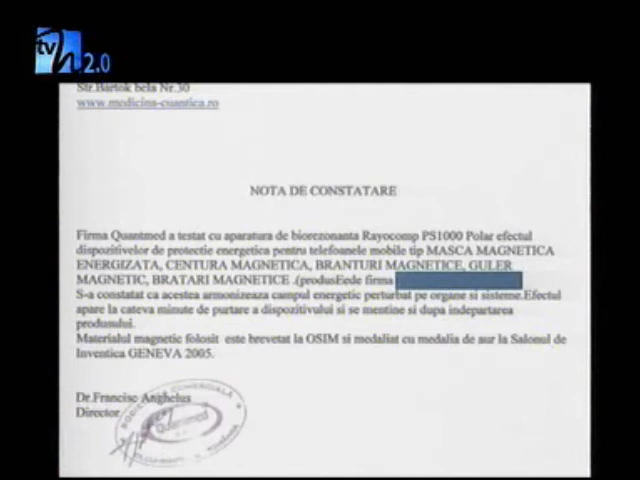 tv h 2.0
Str.Bartok bela Nr.30
www.medicina-cuantica.ro
NOTA DE CONSTATARE
Firma Quantmed a testat cu aparatura de biorezonanta Rayocomp PS1000 Polar efectul
dispozitivelor de protectie energetica pentru telefoanele mobile tip MASCA MAGNETICA
ENERGIZATA, CENTURA MAGNETICA, BRANTURI MAGNETICE, GULER
MAGNETIC, BRATARI MAGNETICE .(produsEede firma
S-a constatat ca acestea armonizeaza campul energetic perturbat pe organe si sisteme.Efectul
apare la cateva minute de purtare a dispozitivului si se mentine si dupa indepartarea
produsului.
Materialul magnetic folosit este brevetat la OSIM si medaliat cu medalia de aur la Salonul de
Inventica GENEVA 2005.
Dr.Francisc Anghelus
Director
SOCIETATEA COMERCIALA
Quantmed
ROMANIA